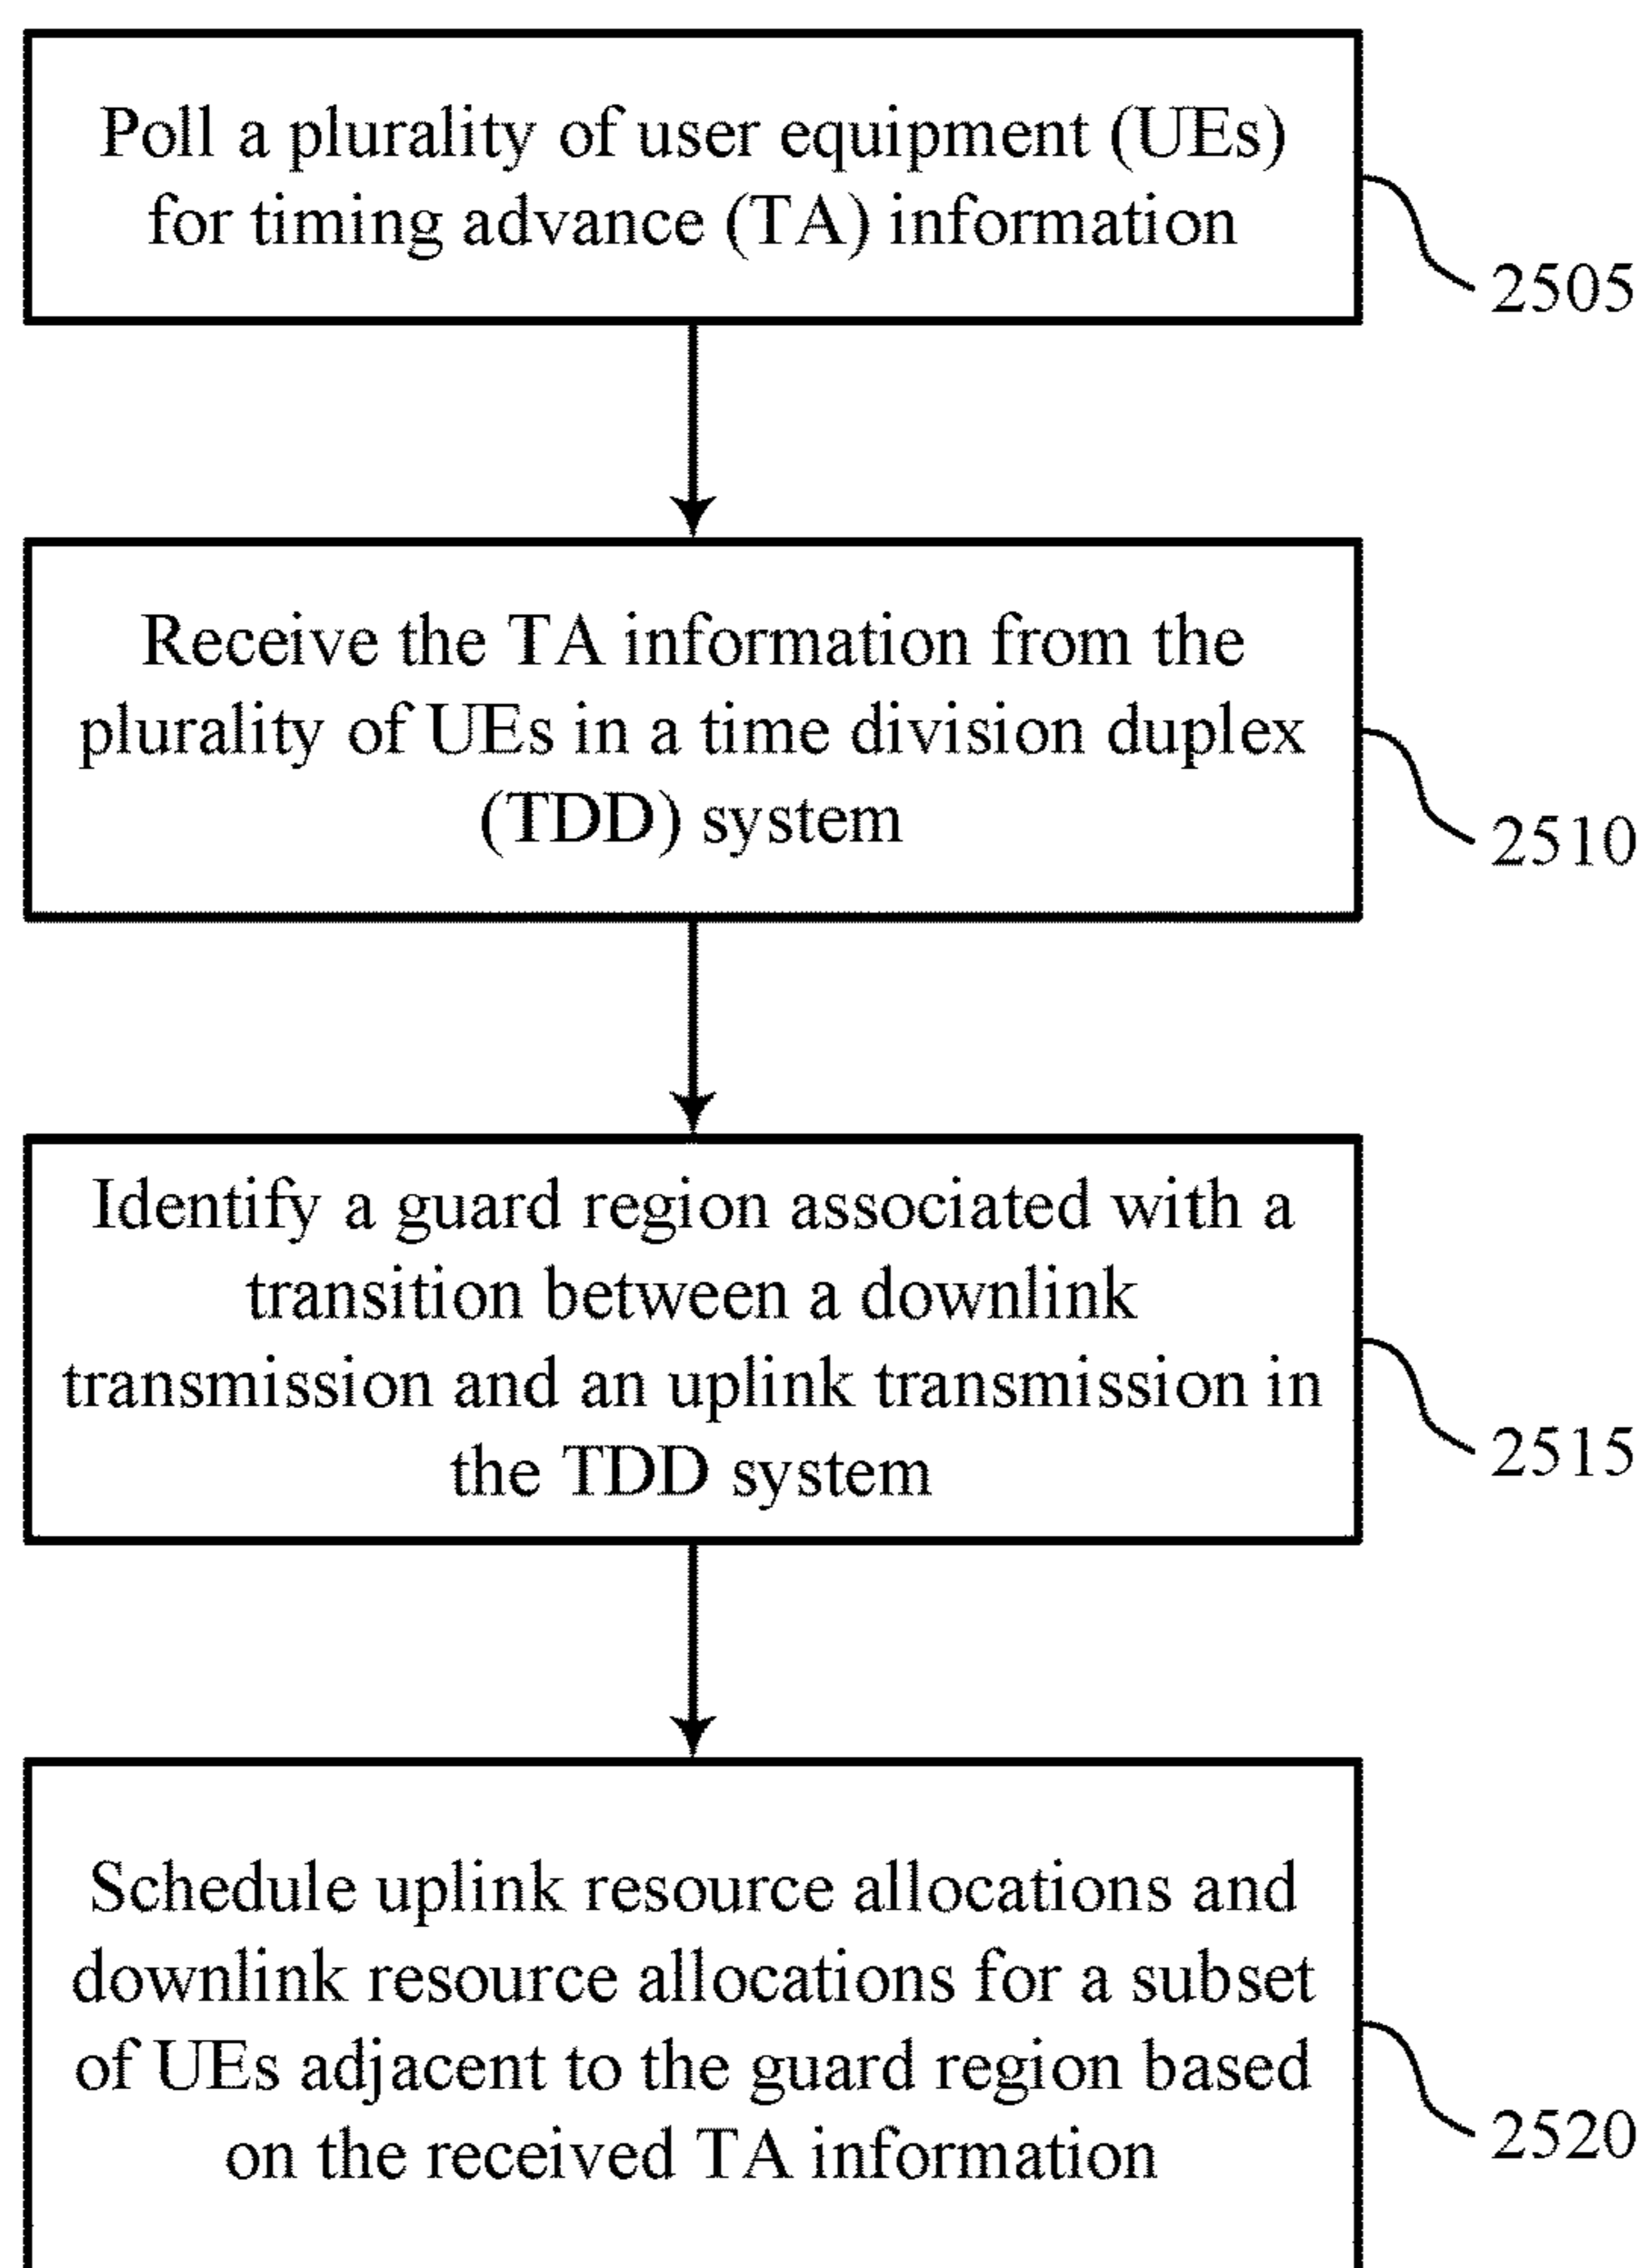 Poll a plurality of user equipment (UEs)
for timing advance (TA) information
2505
Receive the TA information from the
plurality of UEs in a time division duplex
(TDD) system
2510
Identify a guard region associated with a
transition between a downlink
transmission and an uplink transmission in
the TDD system
2515
Schedule uplink resource allocations and
downlink resource allocations for a subset
of UEs adjacent to the guard region based
on the received TA information
2520